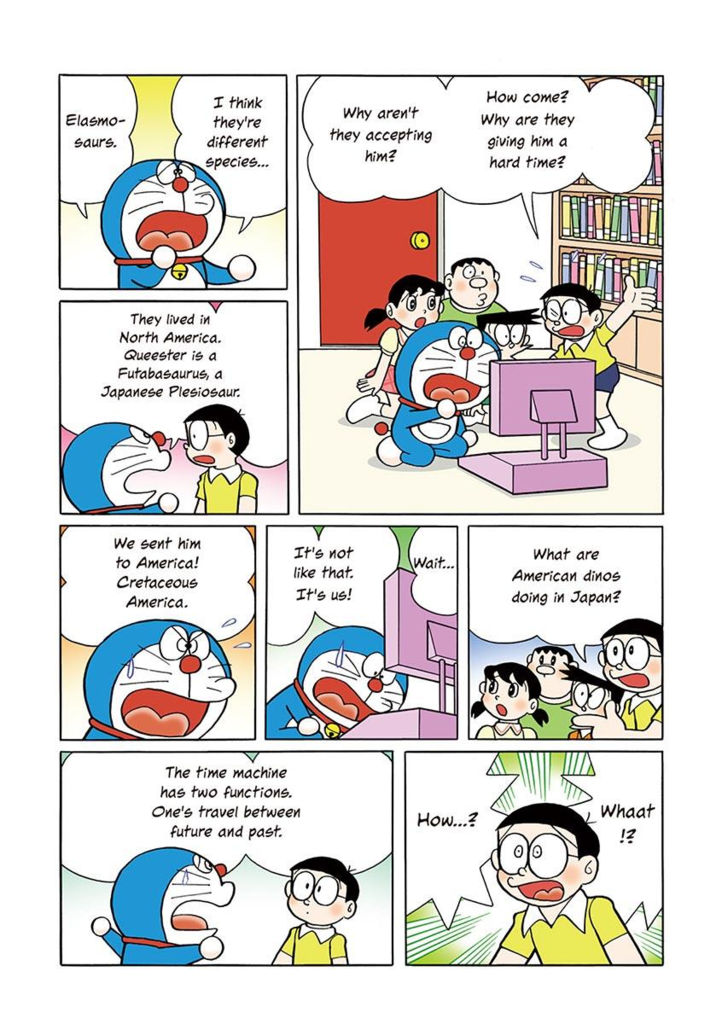 How come?
Why are they
giving him a
hard time?
Why aren't
they accepting
him?
I think
they're
different
species...
Elasmo-
saurs.
They lived in
North America.
Queester is a
Futabasaurus, a
Japanese Plesiosaur.
What are
American dinos
doing in Japan?
Wait...
It's not
like that.
It's us!
We sent him
to America!
Cretaceous
America.
Whaat
!?
How...?
The time machine
has two functions.
One's travel between
future and past.